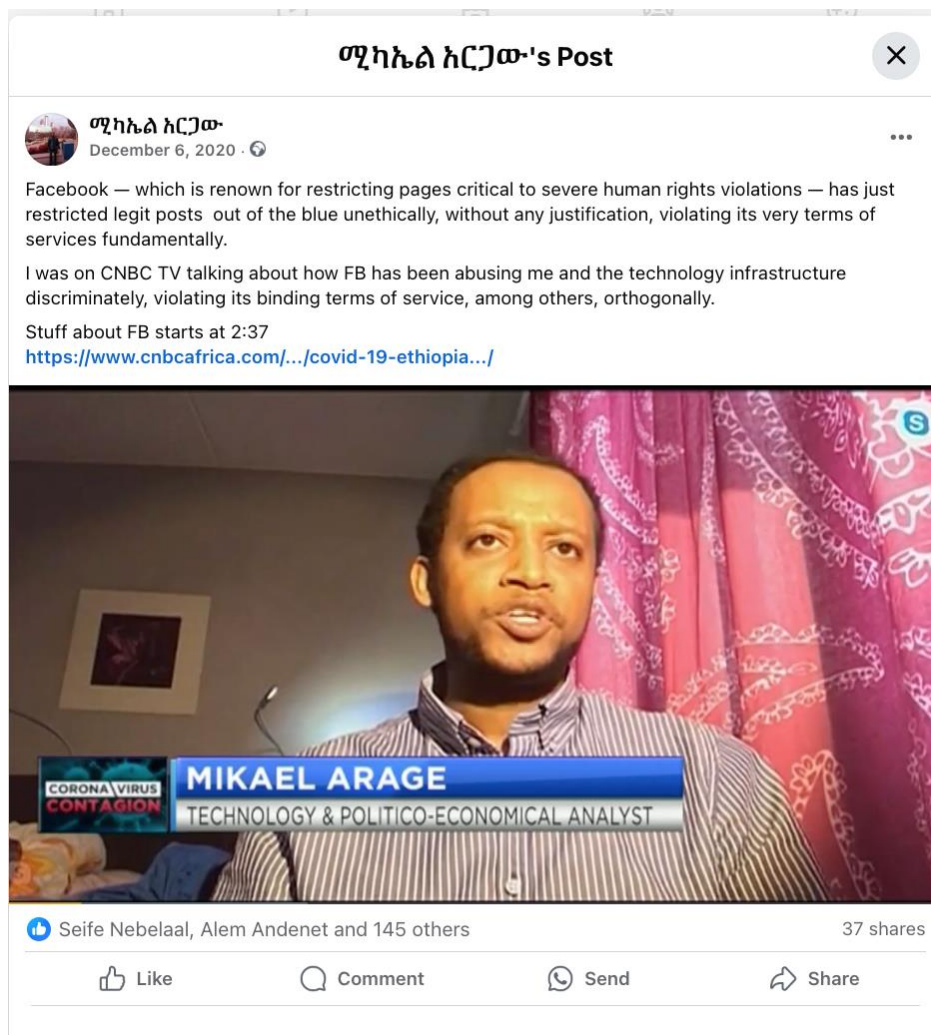 ሚካኤል አርጋው's Post
ሚካኤል አርጋው
December 6, 2020 ·
Facebook — which is renown for restricting pages critical to severe human rights violations — has just
restricted legit posts  out of the blue unethically, without any justification, violating its very terms of
services fundamentally.
I was on CNBC TV talking about how FB has been abusing me and the technology infrastructure
discriminately, violating its binding terms of service, among others, orthogonally.
Stuff about FB starts at 2:37
https://www.cnbcafrica.com/.../covid-19-ethiopia.../
S
CORONA VIRUS
CONTAGION
MIKAEL ARAGE
TECHNOLOGY & POLITICO-ECONOMICAL ANALYST
Seife Nebelaal, Alem Andenet and 145 others
37 shares
Like
Comment
Send
Share